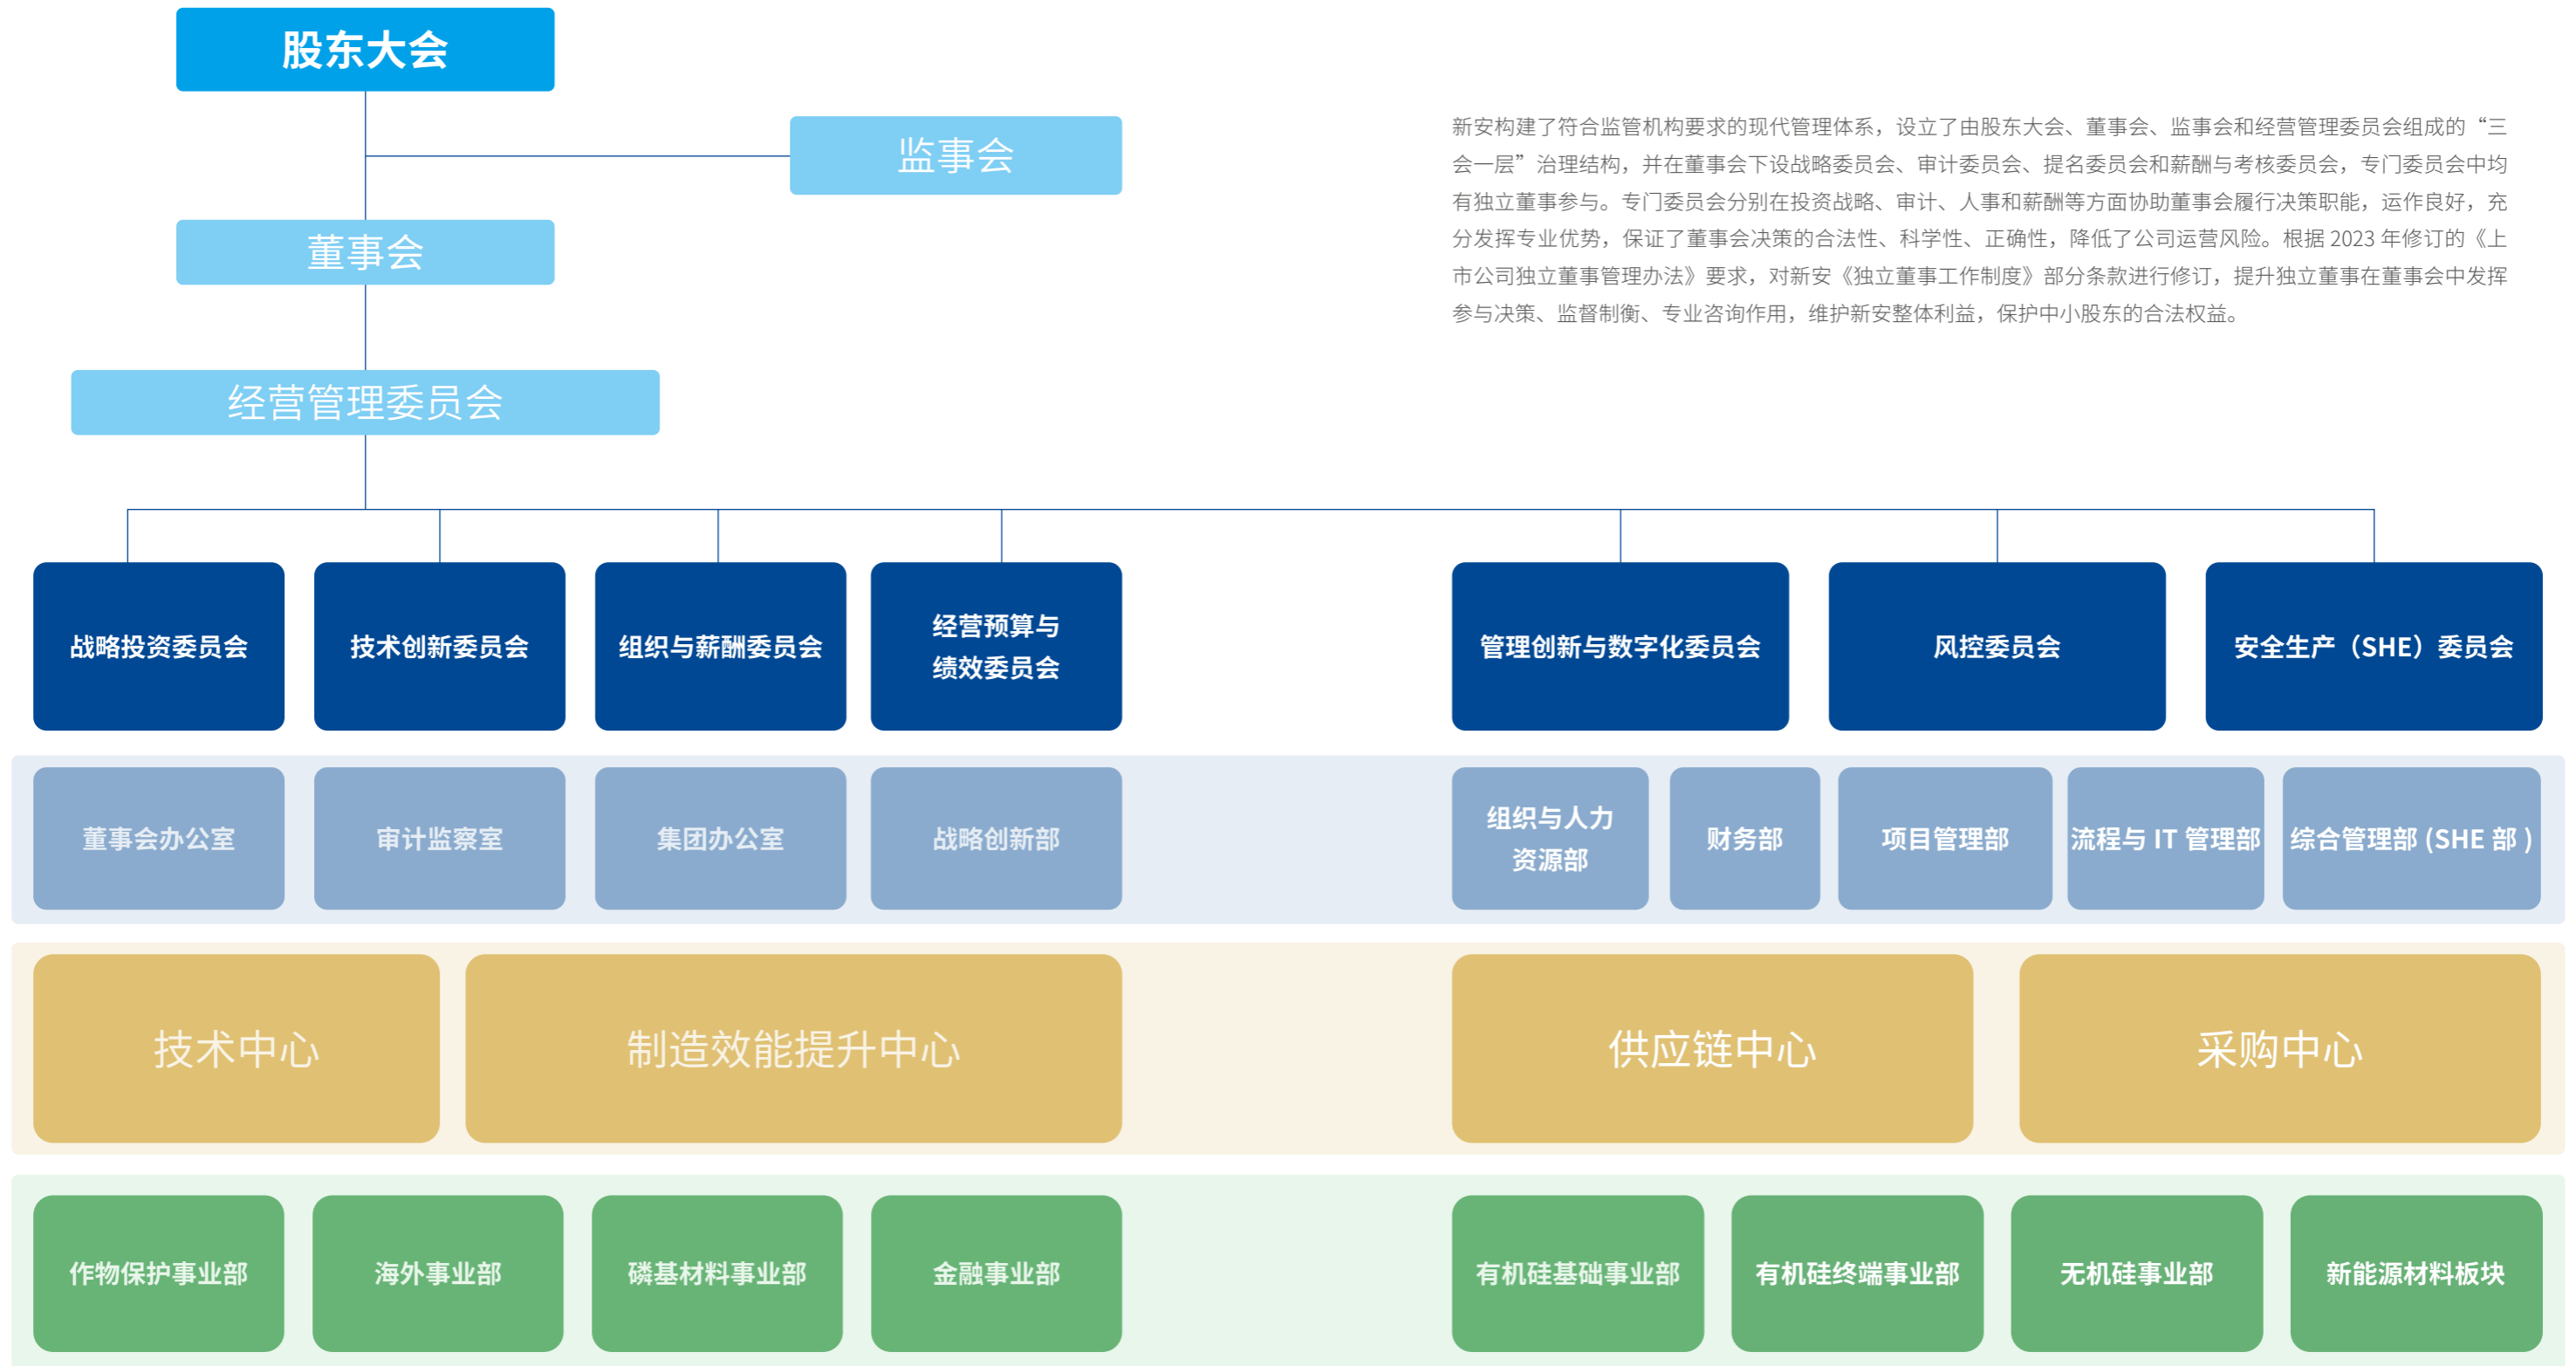 股东大会
监事会
董事会
经营管理委员会
新安构建了符合监管机构要求的现代管理体系，设立了由股东大会、董事会、监事会和经营管理委员会组成的“三
会一层”治理结构，并在董事会下设战略委员会、审计委员会、提名委员会和薪酬与考核委员会，专门委员会中均
有独立董事参与。专门委员会分别在投资战略、审计、人事和薪酬等方面协助董事会履行决策职能，运作良好，充
分发挥专业优势，保证了董事会决策的合法性、科学性、正确性，降低了公司运营风险。根据 2023 年修订的《上
市公司独立董事管理办法》要求，对新安《独立董事工作制度》部分条款进行修订，提升独立董事在董事会中发挥
参与决策、监督制衡、专业咨询作用，维护新安整体利益，保护中小股东的合法权益。
战略投资委员会
技术创新委员会
组织与薪酬委员会
经营预算与
绩效委员会
管理创新与数字化委员会
风控委员会
安全生产（SHE）委员会
董事会办公室
审计监察室
集团办公室
战略创新部
组织与人力
资源部
财务部
项目管理部
流程与 IT 管理部
综合管理部 (SHE 部 )
技术中心
制造效能提升中心
供应链中心
采购中心
作物保护事业部
海外事业部
磷基材料事业部
金融事业部
有机硅基础事业部
有机硅终端事业部
无机硅事业部
新能源材料板块